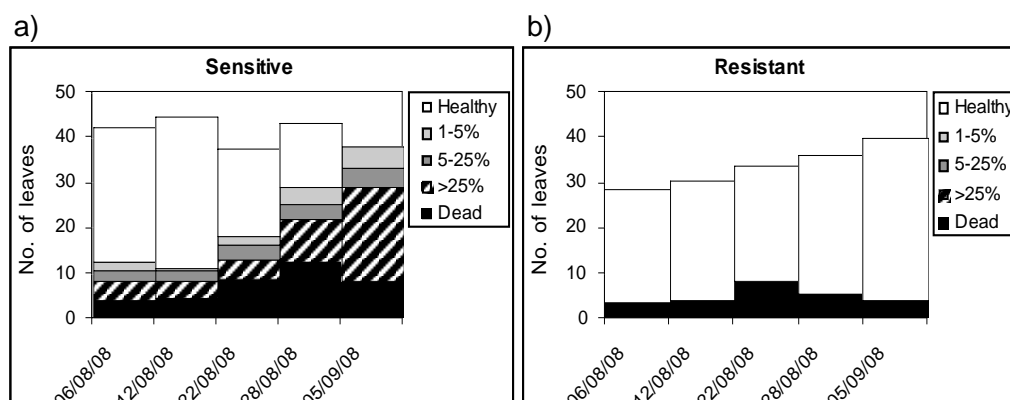 a)
Sensitive
No. of leaves
50
40
30
20
10
0
06/08/08
12/08/08
22/08/08
28/08/08
05/09/08
Healthy
1-5%
5-25%
>25%
Dead
b)
Resistant
No. of leaves
50
40
30
20
10
0
06/08/08
12/08/08
22/08/08
28/08/08
05/09/08
Healthy
1-5%
5-25%
>25%
Dead